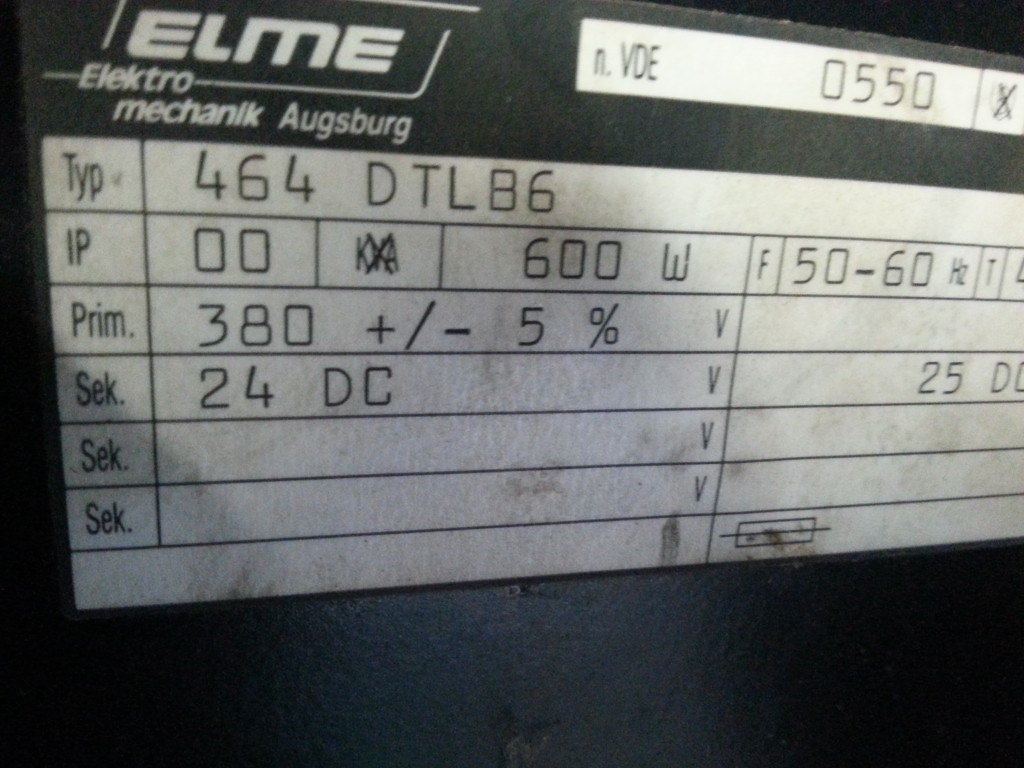 ELME
Elektro
mechanik Augsburg
n. VDE 0550
Typ 464 DTLB6
IP 00 600 W F 50-60 Hz T
Prim. 380 +/- 5 % V
Sek. 24 DC V 25 DC
Sek. V
Sek. V